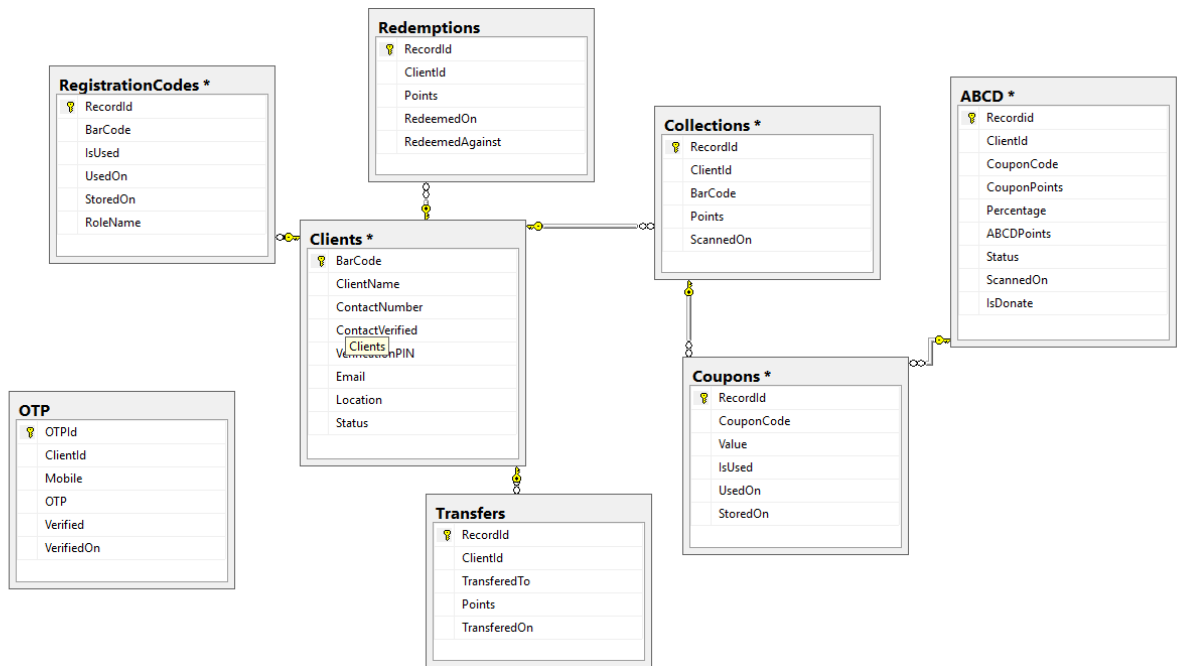 Redemptions
RecordId
ClientId
Points
RedeemedOn
RedeemedAgainst
RegistrationCodes *
RecordId
BarCode
IsUsed
UsedOn
StoredOn
RoleName
Collections *
RecordId
ClientId
BarCode
Points
ScannedOn
ABCD *
Recordid
ClientId
CouponCode
CouponPoints
Percentage
ABCDPoints
Status
ScannedOn
IsDonate
Clients *
BarCode
ClientName
ContactNumber
ContactVerified
Clients
VerificationPIN
Email
Location
Status
Coupons *
RecordId
CouponCode
Value
IsUsed
UsedOn
StoredOn
OTP
OTPId
ClientId
Mobile
OTP
Verified
VerifiedOn
Transfers
RecordId
ClientId
TransferedTo
Points
TransferedOn